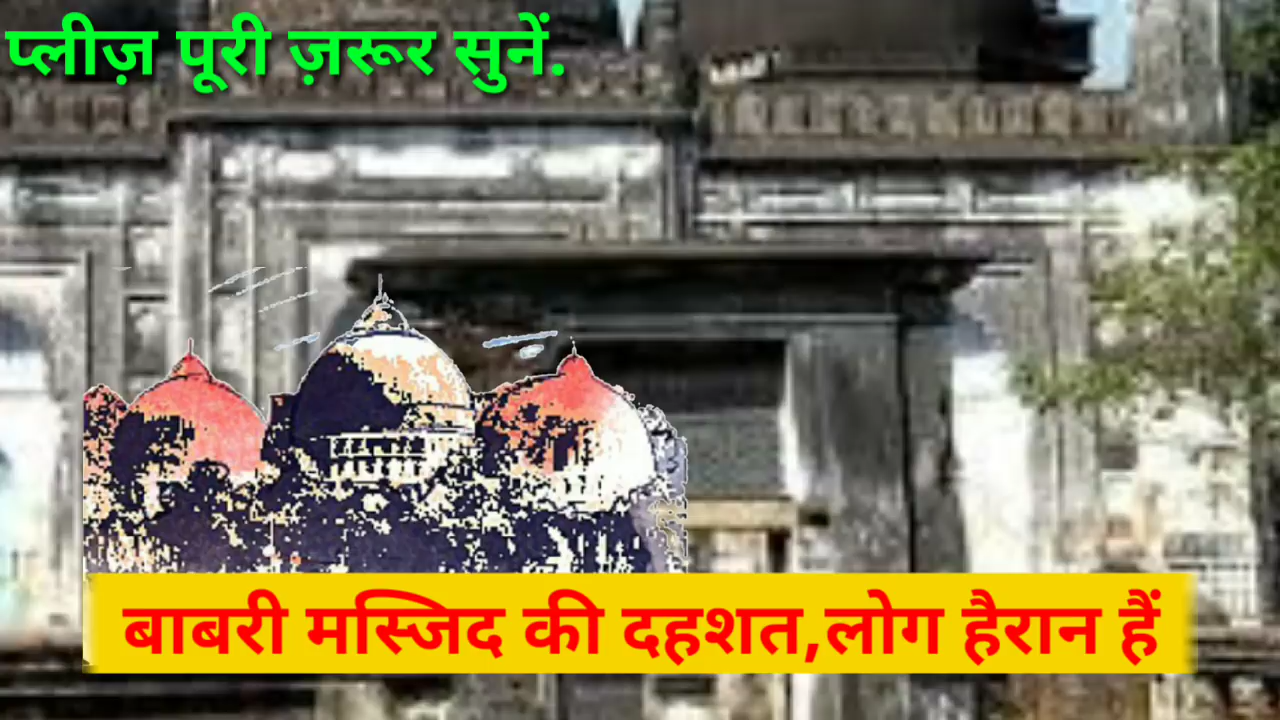 प्लीज़ पूरी ज़रूर सुनें.
बाबरी मस्जिद की दहशत,लोग हैरान हैं